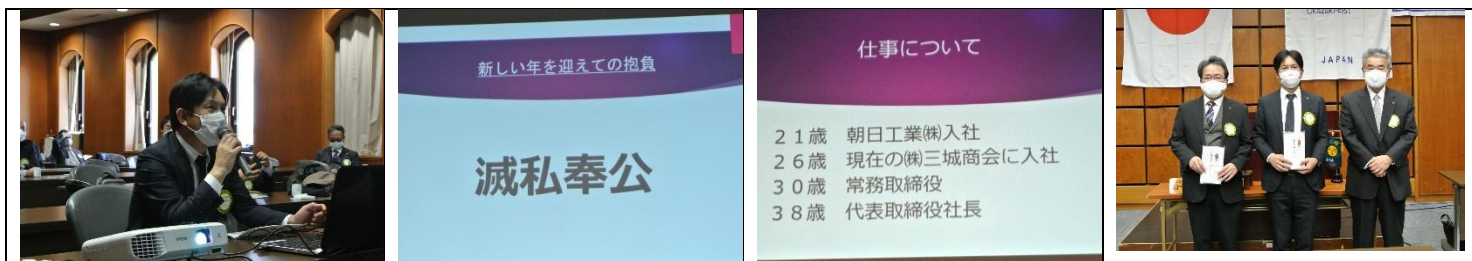 新しい年を迎えての抱負
滅私奉公
仕事について
21歳 朝日工業㈱入社
26歳 現在の㈱三城商会に入社
30歳 常務取締役
38歳 代表取締役社長
Okazaki-East
JAPAN
EPSON